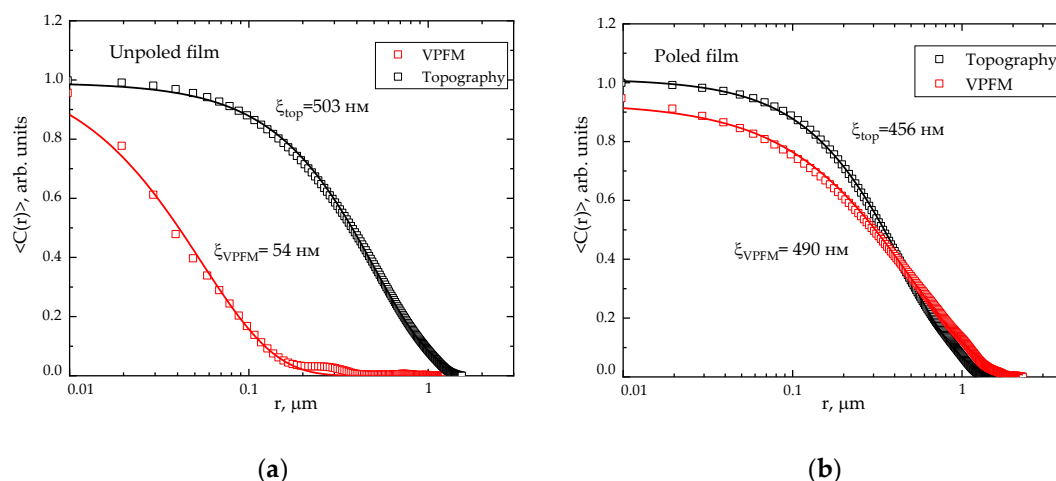 Unpoled film
VPFM
Topography
ξtop=503 нм
ξVPFM= 54 нм
<C(r)>, arb. units
1.2
1.0
0.8
0.6
0.4
0.2
0.0
0.01
0.1
1
r, μm
(a)
Poled film
Topography
VPFM
ξtop=456 нм
ξVPFM= 490 нм
<C(r)>, arb. units
1.2
1.0
0.8
0.6
0.4
0.2
0.0
0.01
0.1
1
r, μm
(b)